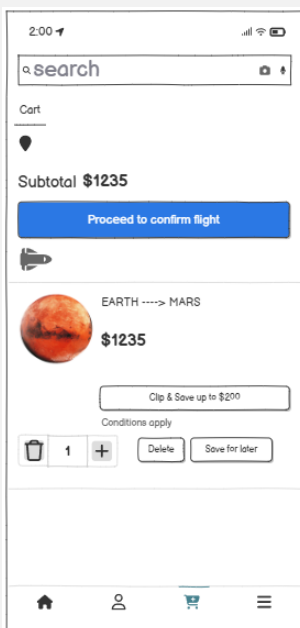 2:00
search
Cart
Subtotal $1235
Proceed to confirm flight
EARTH ----> MARS
$1235
Clip & Save up to $200
Conditions apply
1
Delete
Save for later